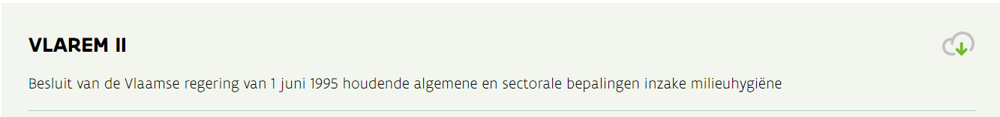 VLAREM II
Besluit van de Vlaamse regering van 1 juni 1995 houdende algemene en sectorale bepalingen inzake milieuhygiëne